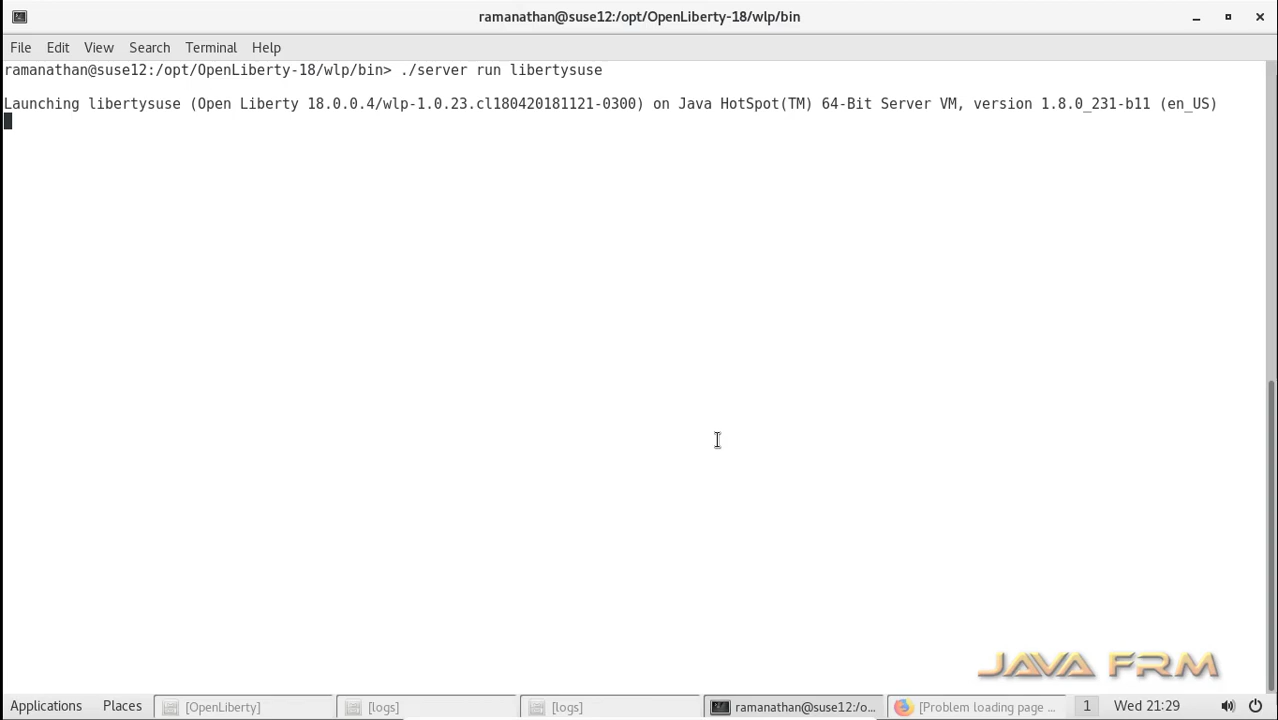 ramanathan@suse12:/opt/OpenLiberty-18/wlp/bin
File Edit View Search Terminal Help
ramanathan@suse12:/opt/OpenLiberty-18/wlp/bin> ./server run libertysuse
Launching libertysuse (Open Liberty 18.0.0.4/wlp-1.0.23.cl180420181121-0300) on Java HotSpot(TM) 64-Bit Server VM, version 1.8.0_231-b11 (en_US)
JAVA FRM
Applications Places [OpenLiberty] [logs] [logs] ramanathan@suse12:/o... [Problem loading page ... 1 Wed 21:29